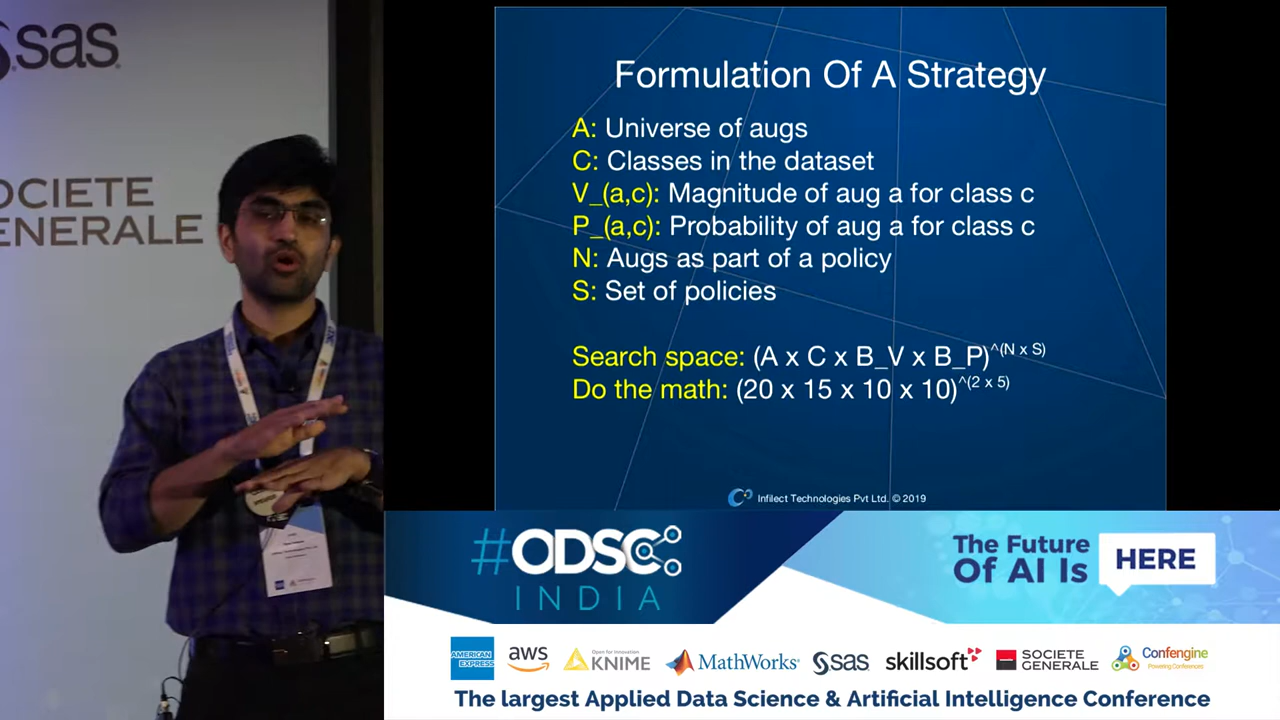 sas
OCIETE
ENERALE
Formulation Of A Strategy
A: Universe of augs
C: Classes in the dataset
V_(a,c): Magnitude of aug a for class c
P_(a,c): Probability of aug a for class c
N: Augs as part of a policy
S: Set of policies
Search space: (A x C x B_V x B_P)^(N x S)
Do the math: (20 x 15 x 10 x 10)^(2 x 5)
Infilect Technologies Pvt Ltd. © 2019
#ODSC
INDIA
The Future
Of AI Is
HERE
AMERICAN
EXPRESS
aws
Open for Innovation
KNIME
MathWorks®
sas
skillsoft
SOCIETE
GENERALE
Confengine
Powering Conferences
The largest Applied Data Science & Artificial Intelligence Conference